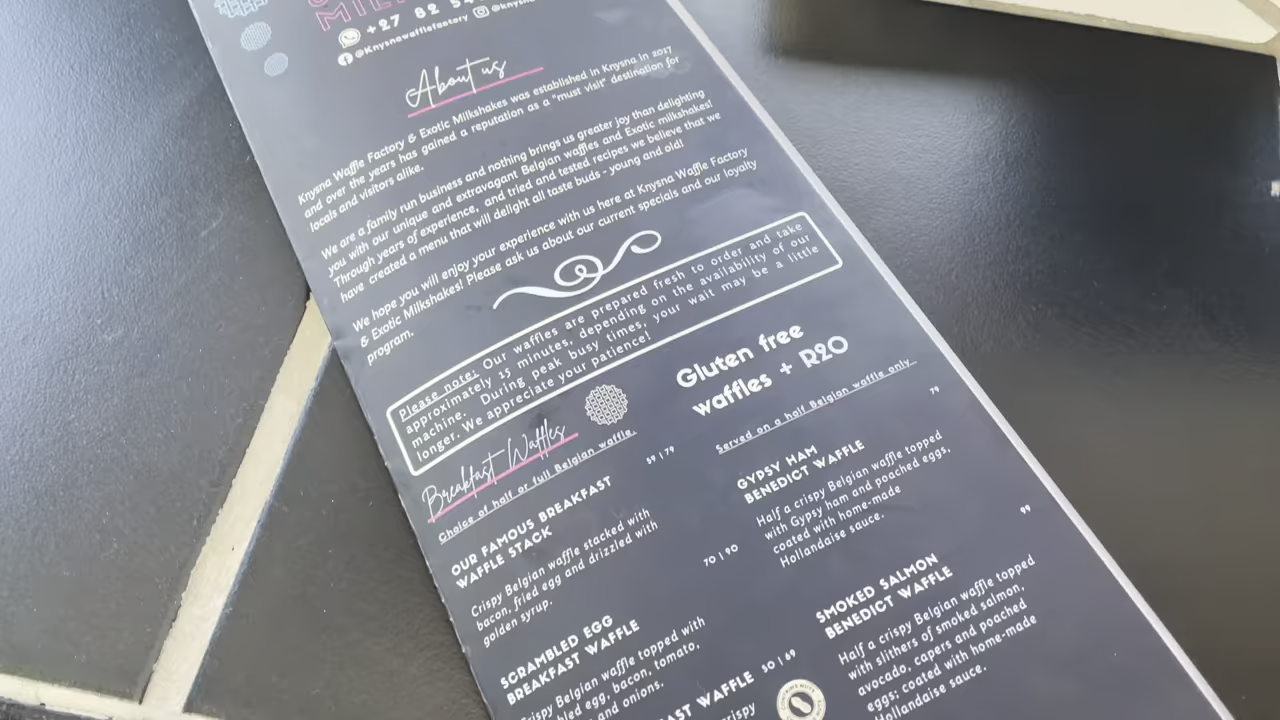 +27 82
@Knysnawafflefactory
About us
Knysna Waffle Factory & Exotic Milkshakes was established in Knysna in 2017
and over the years has gained a reputation as a "must visit" destination for
locals and visitors alike.
We are a family run business and nothing brings us greater joy than delighting
you with our unique and extravagant Belgian waffles and Exotic milkshakes!
Through years of experience, and tried and tested recipes we believe that we
have created a menu that will delight all taste buds - young and old!
We hope you will enjoy your experience with us here at Knysna Waffle Factory
& Exotic Milkshakes! Please ask us about our current specials and our loyalty
program.
Please note: Our waffles are prepared fresh to order and take
approximately 15 minutes, depending on the availability of our
machine. During peak busy times, your wait may be a little
longer. We appreciate your patience!
Breakfast Waffles
Choice of half or full Belgian waffle.
OUR FAMOUS BREAKFAST
WAFFLE STACK
59 | 79
Crispy Belgian waffle stacked with
bacon, fried egg and drizzled with
golden syrup.
SCRAMBLED EGG
BREAKFAST WAFFLE
70 | 90
Crispy Belgian waffle topped with
egg, bacon, tomato,
and onions.
WAFFLE 50 | 69
crispy
Gluten free
waffles + R20
Served on a half Belgian waffle only
GYPSY HAM
BENEDICT WAFFLE
79
Half a crispy Belgian waffle topped
with Gypsy ham and poached eggs,
coated with home-made
Hollandaise sauce.
SMOKED SALMON
BENEDICT WAFFLE
99
Half a crispy Belgian waffle topped
with slithers of smoked salmon,
avocado, capers and poached
eggs; coated with home-made
Hollandaise sauce.